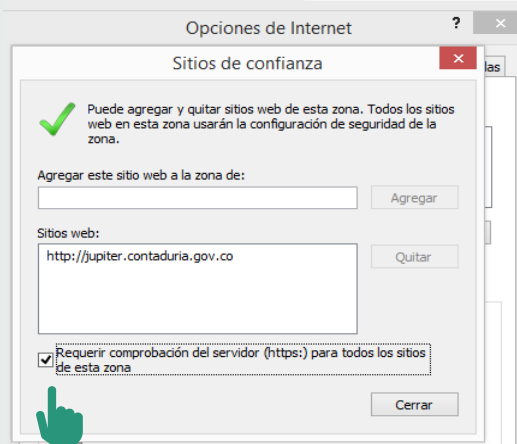 Opciones de Internet
?
Sitios de confianza
las
Puede agregar y quitar sitios web de esta zona. Todos los sitios
web en esta zona usarán la configuración de seguridad de la
zona.
Agregar este sitio web a la zona de:
Agregar
Sitios web:
http://jupiter.contaduria.gov.co
Quitar
Requerir comprobación del servidor (https:) para todos los sitios
de esta zona
Cerrar